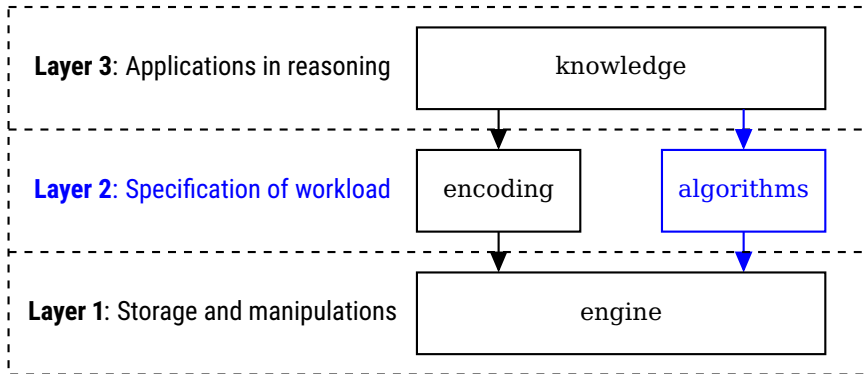 Layer 3: Applications in reasoning
knowledge
Layer 2: Specification of workload
encoding
algorithms
Layer 1: Storage and manipulations
engine